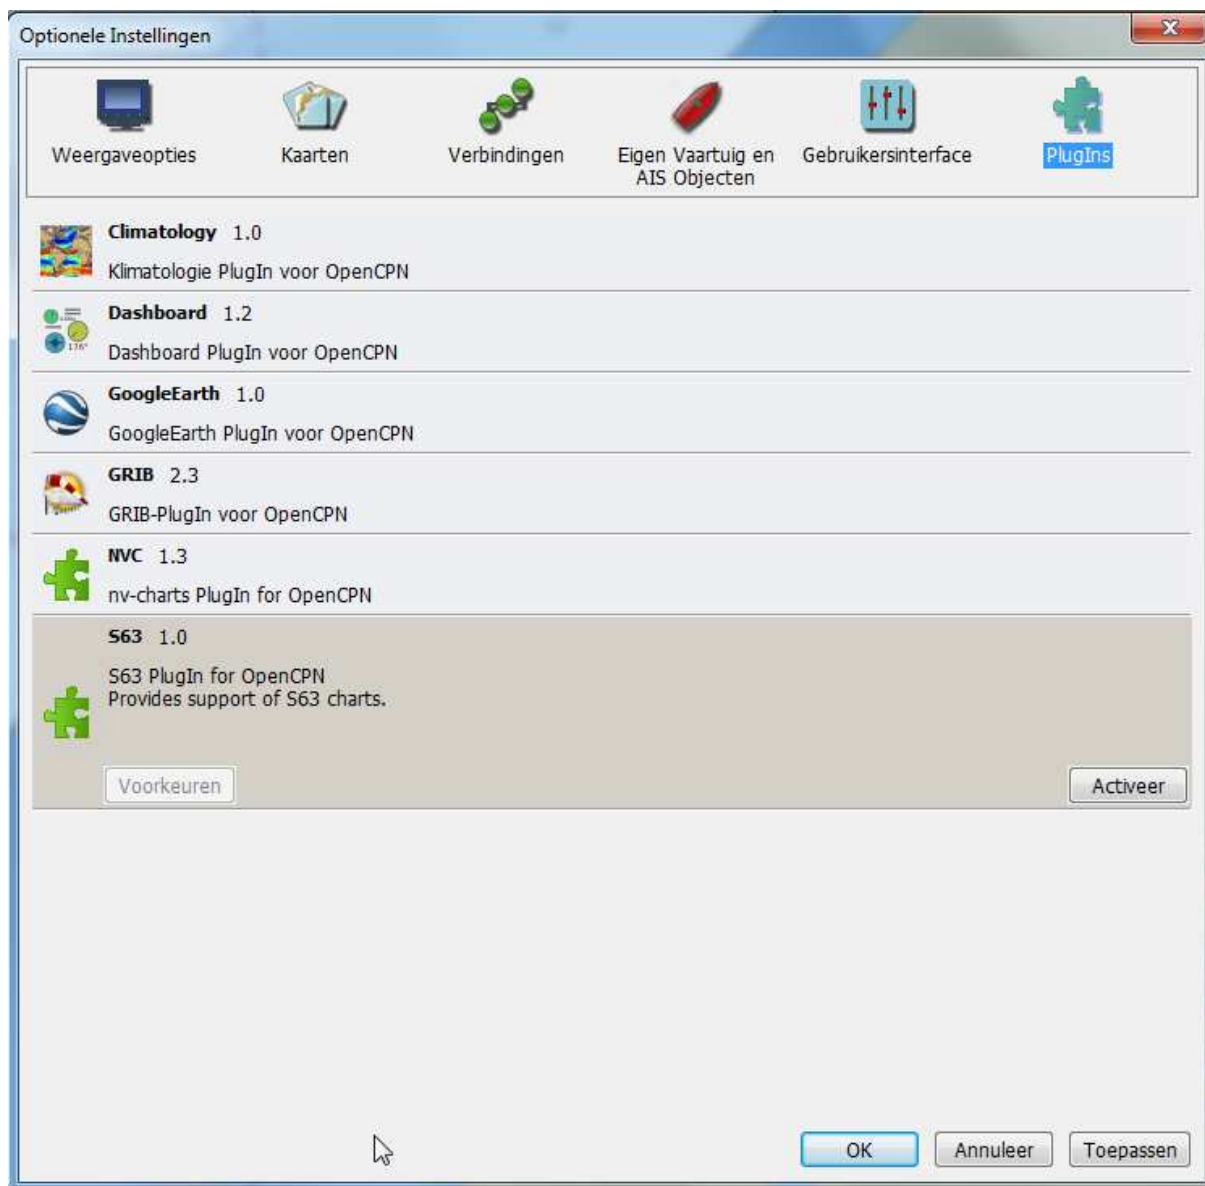 Optionele Instellingen
X
Weergaveopties
Kaarten
Verbindingen
Eigen Vaartuig en
AIS Objecten
Gebruikersinterface
PlugIns
Climatology 1.0
Klimatologie PlugIn voor OpenCPN
Dashboard 1.2
Dashboard PlugIn voor OpenCPN
GoogleEarth 1.0
GoogleEarth PlugIn voor OpenCPN
GRIB 2.3
GRIB-PlugIn voor OpenCPN
NVC 1.3
nv-charts PlugIn for OpenCPN
S63 1.0
S63 PlugIn for OpenCPN
Provides support of S63 charts.
Voorkeuren
Activeer
OK
Annuleer
Toepassen